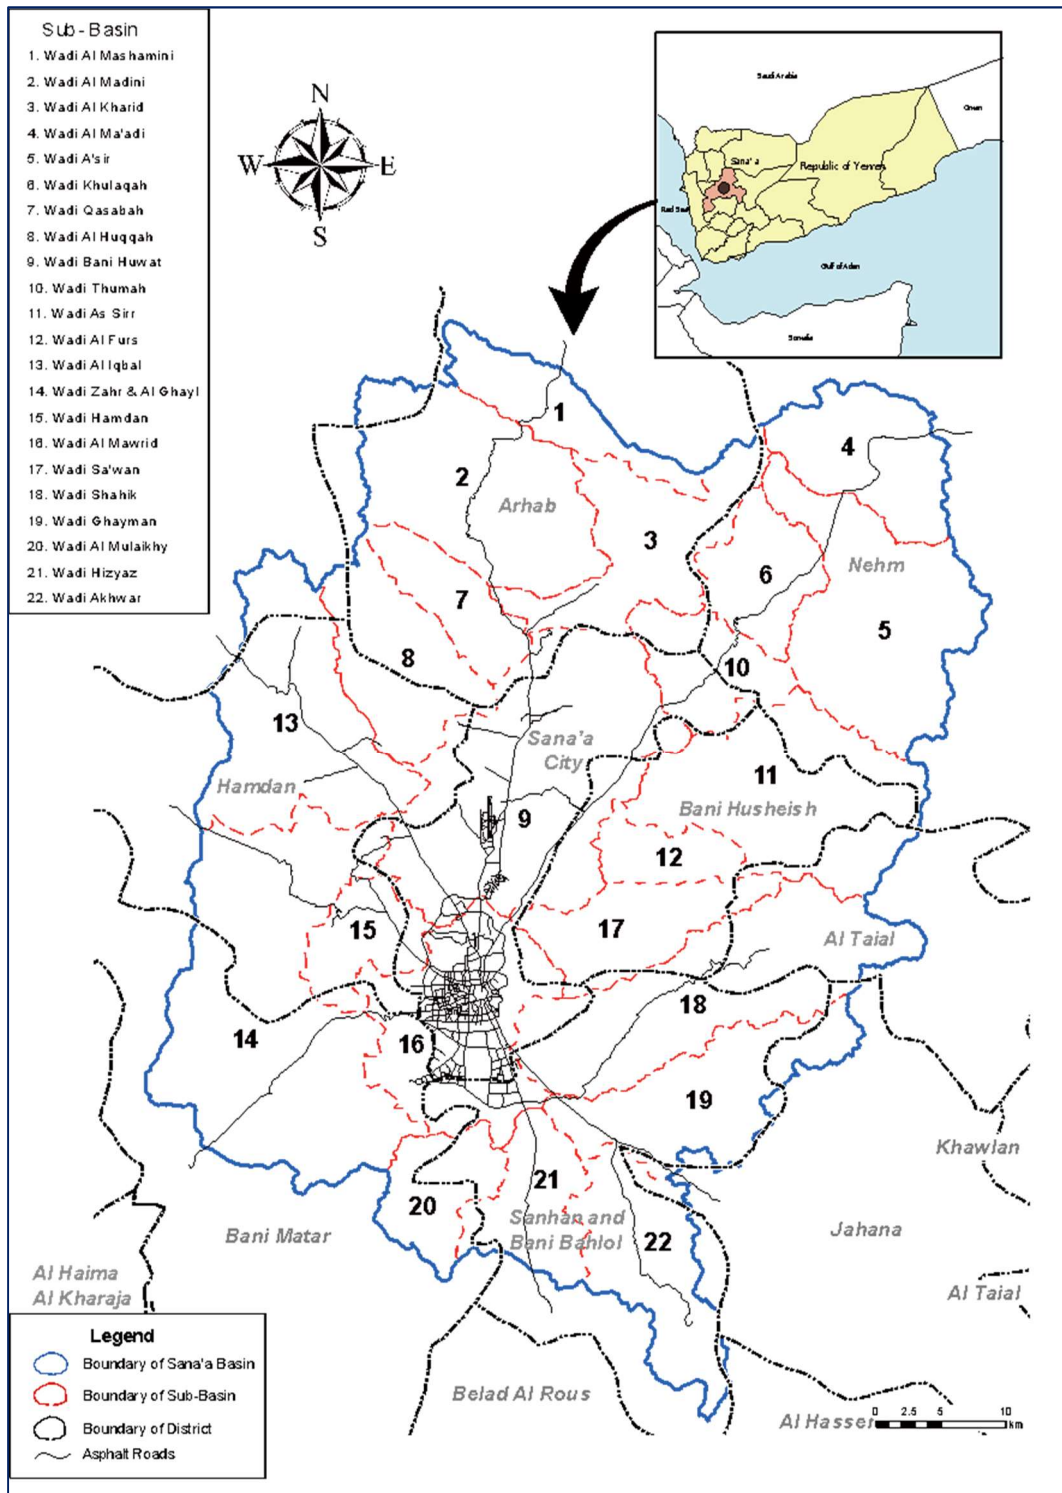 Sub-Basin
1. Wadi Al Mashamini
2. Wadi Al Madini
3. Wadi Al Kharid
4. Wadi Al Ma'adi
5. Wadi A'sir
6. Wadi Khulaqah
7. Wadi Qasabah
8. Wadi Al Huqqah
9. Wadi Bani Huwat
10. Wadi Thumah
11. Wadi As Sirr
12. Wadi Al Furs
13. Wadi Al Iqbal
14. Wadi Zahr & Al Ghayl
15. Wadi Hamdan
16. Wadi Al Mawrid
17. Wadi Sa'wan
18. Wadi Shahik
19. Wadi Ghayman
20. Wadi Al Mulaikhy
21. Wadi Hizyaz
22. Wadi Akhwar
N
W
E
S
Saudi Arabia
Oman
Sana'a
Republic of Yemen
Red Sea
Gulf of Aden
Somalia
1
4
2
Arhab
3
6
Nehm
7
5
8
10
13
Sana'a
City
11
Hamdan
Bani Husheish
9
12
15
17
Al Taial
18
14
16
19
Khawlan
21
20
Sanhan and
Bani Bahlol
22
Bani Matar
Jahana
Al Haima
Al Kharaja
Al Taial
Belad Al Rous
Al Hasser
0 2.5 5 10
km
Legend
Boundary of Sana'a Basin
Boundary of Sub-Basin
Boundary of District
Asphalt Roads